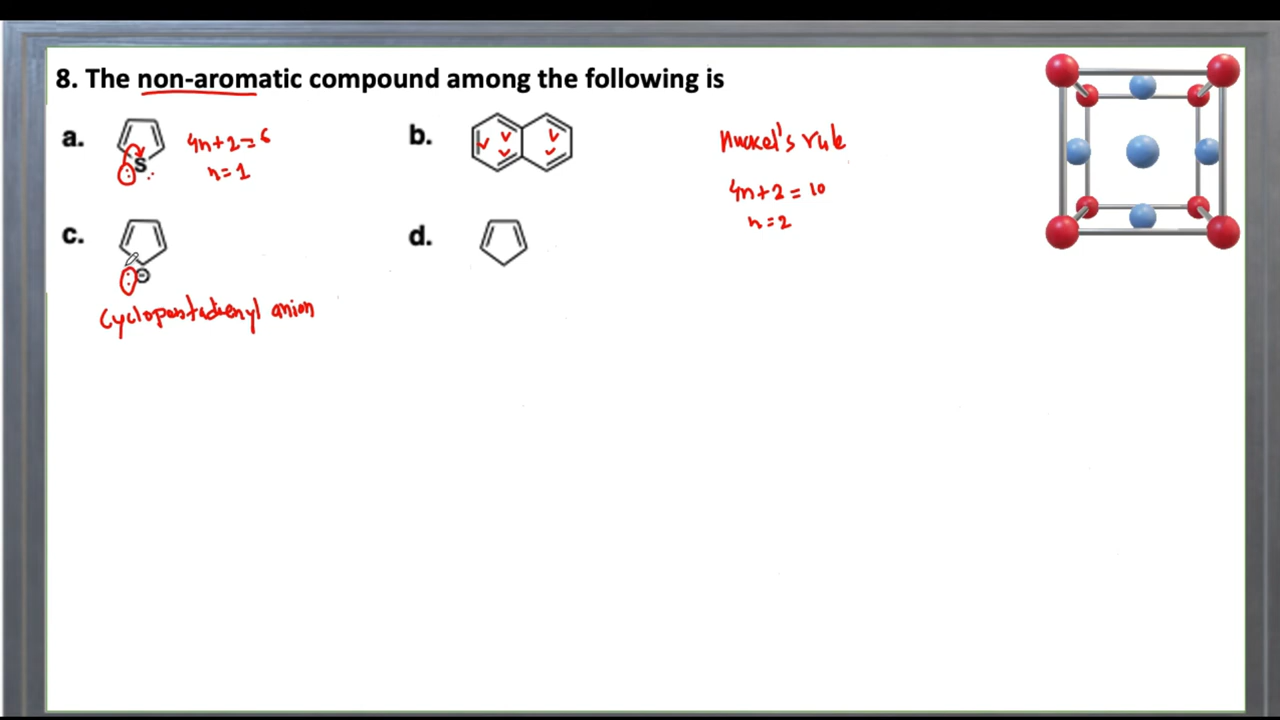 8. The non-aromatic compound among the following is
a.
S
4n+2=6
n=1
b.
Huckel's rule
4n+2=10
n=2
c.
d.
Cyclopentadienyl anion